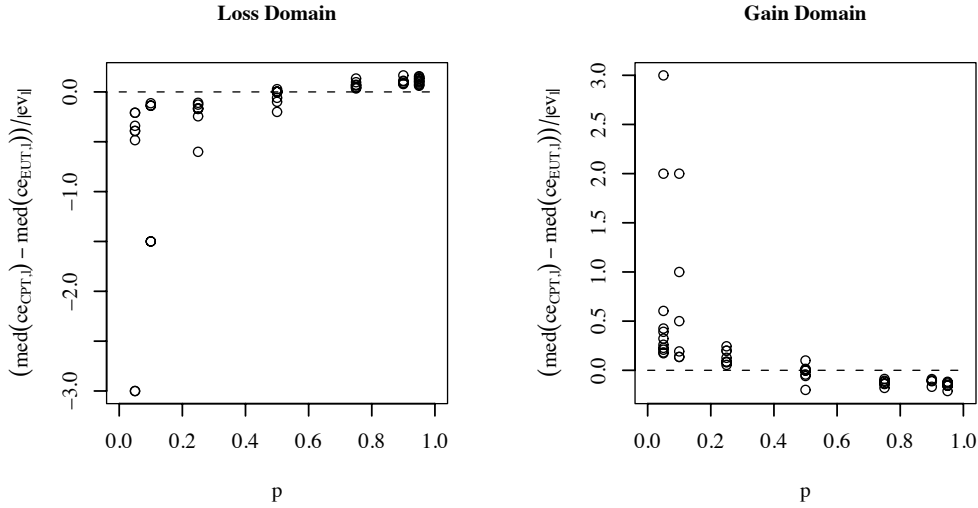 Loss Domain
(med(ce_CPT,l) − med(ce_EUT,l))/|ev_l|
0.0
−1.0
−2.0
−3.0
0.0 0.2 0.4 0.6 0.8 1.0
p
Gain Domain
(med(ce_CPT,l) − med(ce_EUT,l))/|ev_l|
3.0
2.5
2.0
1.5
1.0
0.5
0.0
0.0 0.2 0.4 0.6 0.8 1.0
p